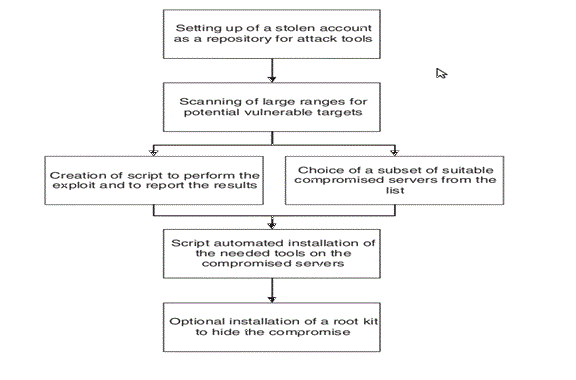 Setting up of a stolen account
as a repository for attack tools
Scanning of large ranges for
potential vulnerable targets
Creation of script to perform the
exploit and to report the results
Choice of a subset of suitable
compromised servers from the
list
Script automated installation of
the needed tools on the
compromised servers
Optional installation of a root kit
to hide the compromise